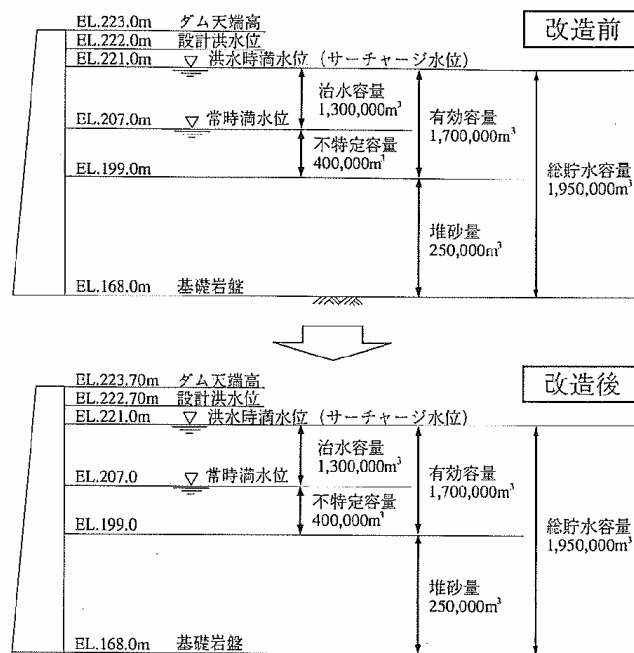 改造前
EL.223.0m ダム天端高
EL.222.0m 設計洪水位
EL.221.0m ▽ 洪水時満水位(サーチャージ水位)
治水容量
1,300,000m³
有効容量
1,700,000m³
EL.207.0m ▽ 常時満水位
不特定容量
400,000m³
総貯水容量
1,950,000m³
EL.199.0m
堆砂量
250,000m³
EL.168.0m 基礎岩盤
改造後
EL.223.70m ダム天端高
EL.222.70m 設計洪水位
EL.221.0m ▽ 洪水時満水位(サーチャージ水位)
治水容量
1,300,000m³
有効容量
1,700,000m³
EL.207.0 ▽ 常時満水位
不特定容量
400,000m³
総貯水容量
1,950,000m³
EL.199.0
堆砂量
250,000m³
EL.168.0m 基礎岩盤